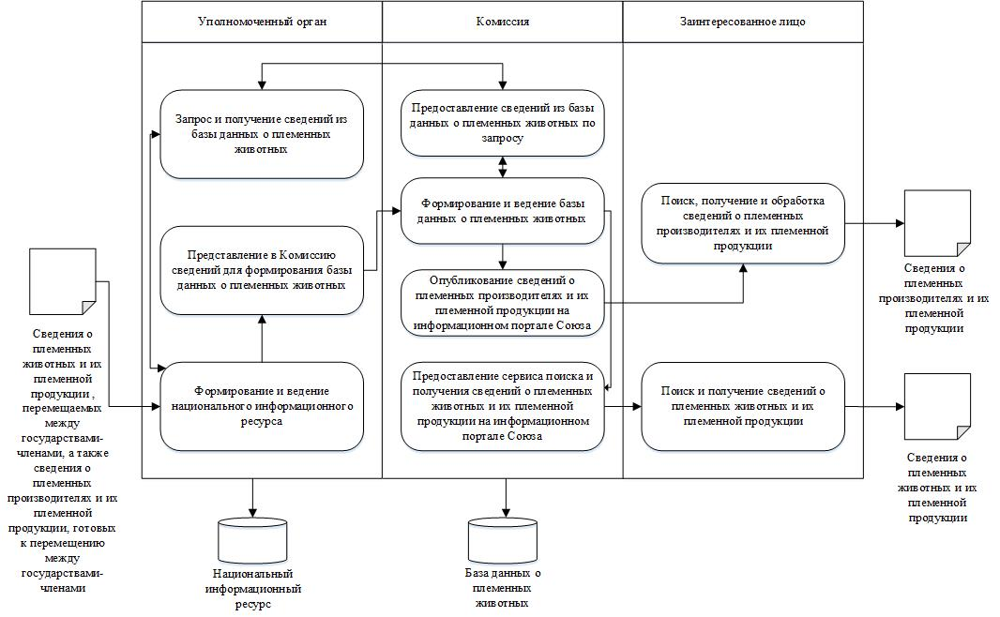 Уполномоченный орган
Комиссия
Заинтересованное лицо
Запрос и получение сведений из
базы данных о племенных
животных
Предоставление сведений из базы
данных о племенных животных по
запросу
Формирование и ведение базы
данных о племенных животных
Поиск, получение и обработка
сведений о племенных
производителях и их племенной
продукции
Представление в Комиссию
сведений для формирования базы
данных о племенных животных
Опубликование сведений о
племенных производителях и их
племенной продукции на
информационном портале Союза
Сведения о
племенных
производителях и их
племенной
продукции
Сведения о
племенных
животных и их
племенной
продукции ,
перемещаемых
между
государствами-
членами, а также
сведения о
племенных
производителях и их
племенной
продукции, готовых
к перемещению
между
государствами-
членами
Формирование и ведение
национального информационного
ресурса
Предоставление сервиса поиска и
получения сведений о племенных
животных и их племенной
продукции на информационном
портале Союза
Поиск и получение сведений о
племенных животных и их
племенной продукции
Сведения о
племенных
животных и их
племенной
продукции
Национальный
информационный
ресурс
База данных о
племенных
животных